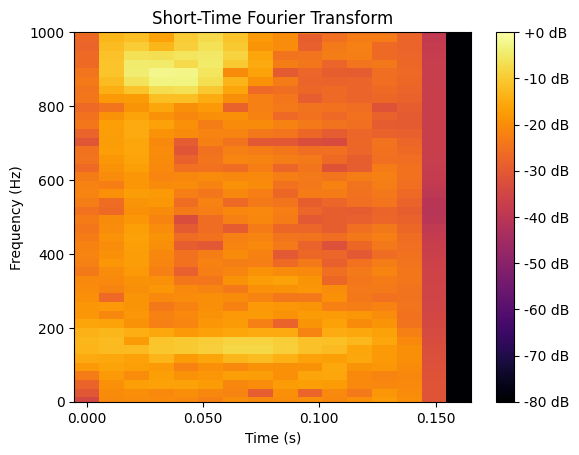 Short-Time Fourier Transform
1000
800
600
400
200
0
Frequency (Hz)
0.000
0.050
0.100
0.150
Time (s)
+0 dB
-10 dB
-20 dB
-30 dB
-40 dB
-50 dB
-60 dB
-70 dB
-80 dB